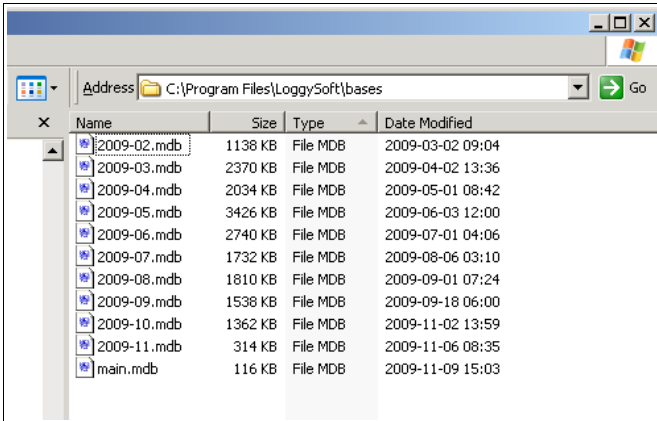 Address C:\Program Files\LoggySoft\bases Go
Name Size Type Date Modified
2009-02.mdb 1138 KB File MDB 2009-03-02 09:04
2009-03.mdb 2370 KB File MDB 2009-04-02 13:36
2009-04.mdb 2034 KB File MDB 2009-05-01 08:42
2009-05.mdb 3426 KB File MDB 2009-06-03 12:00
2009-06.mdb 2740 KB File MDB 2009-07-01 04:06
2009-07.mdb 1732 KB File MDB 2009-08-06 03:10
2009-08.mdb 1810 KB File MDB 2009-09-01 07:24
2009-09.mdb 1538 KB File MDB 2009-09-18 06:00
2009-10.mdb 1362 KB File MDB 2009-11-02 13:59
2009-11.mdb 314 KB File MDB 2009-11-06 08:35
main.mdb 116 KB File MDB 2009-11-09 15:03